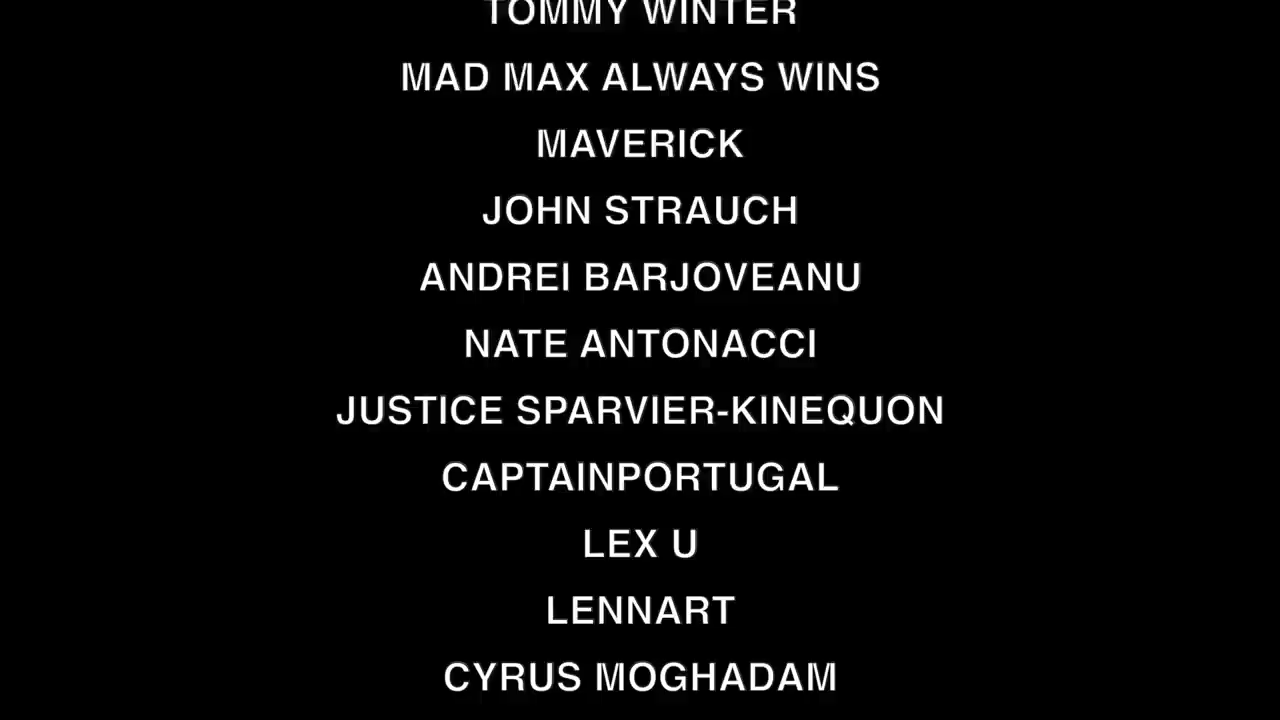 TOMMY WINTER
MAD MAX ALWAYS WINS
MAVERICK
JOHN STRAUCH
ANDREI BARJOVEANU
NATE ANTONACCI
JUSTICE SPARVIER-KINEQUON
CAPTAINPORTUGAL
LEX U
LENNART
CYRUS MOGHADAM